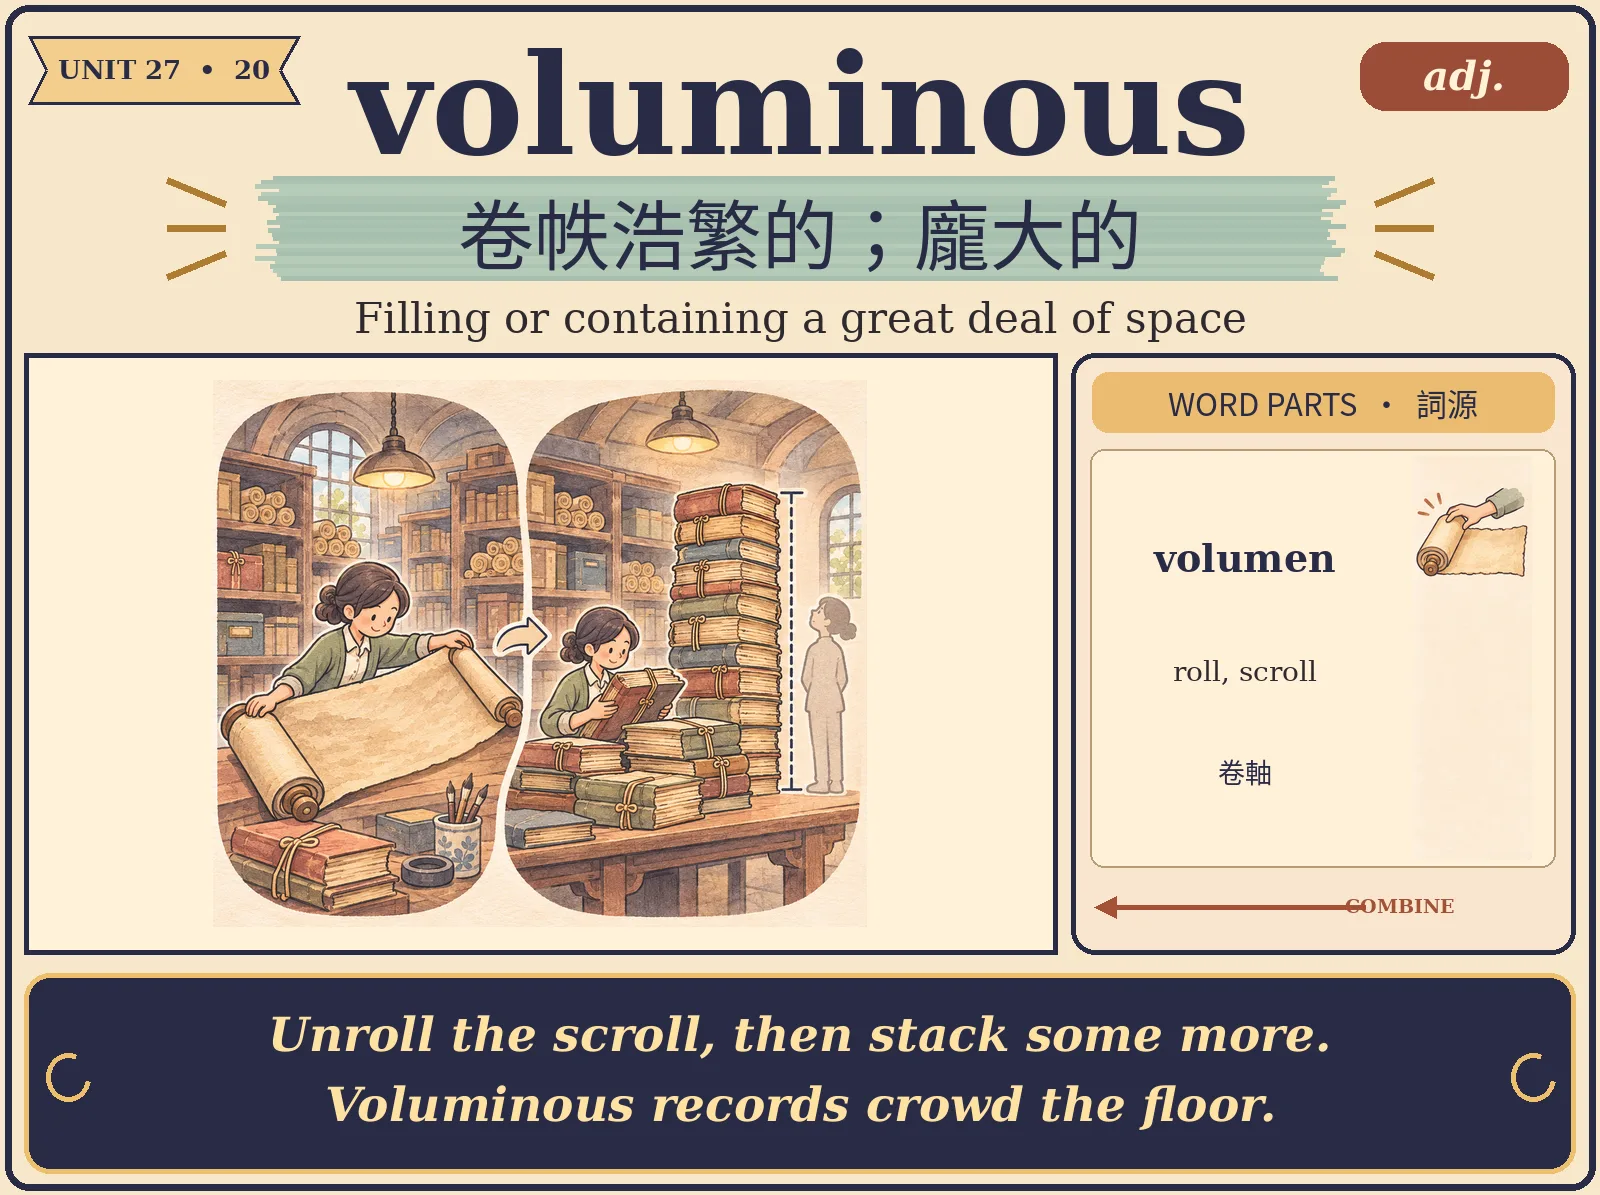 UNIT 27 • 20
voluminous
adj.
卷帙浩繁的；龐大的
Filling or containing a great deal of space
WORD PARTS • 詞源
volumen
roll, scroll
卷軸
COMBINE
Unroll the scroll, then stack some more.
Voluminous records crowd the floor.